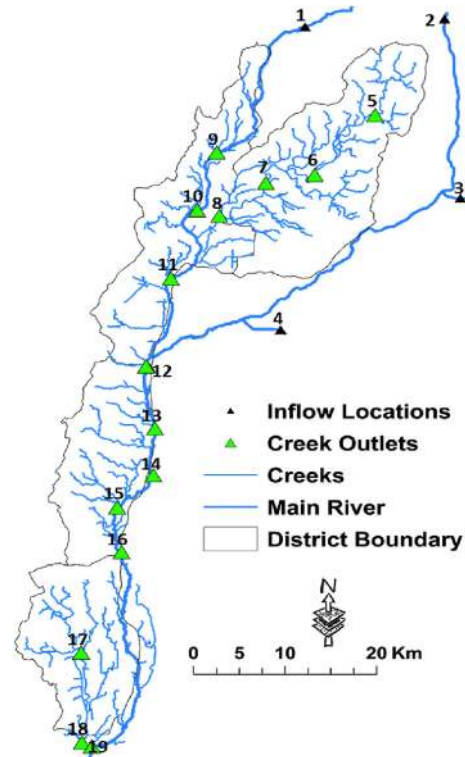 1
2
5
9
7
6
3
10
8
11
4
12
Inflow Locations
Creek Outlets
13
Creeks
14
Main River
15
District Boundary
16
N
17
0 5 10 20 Km
18
19